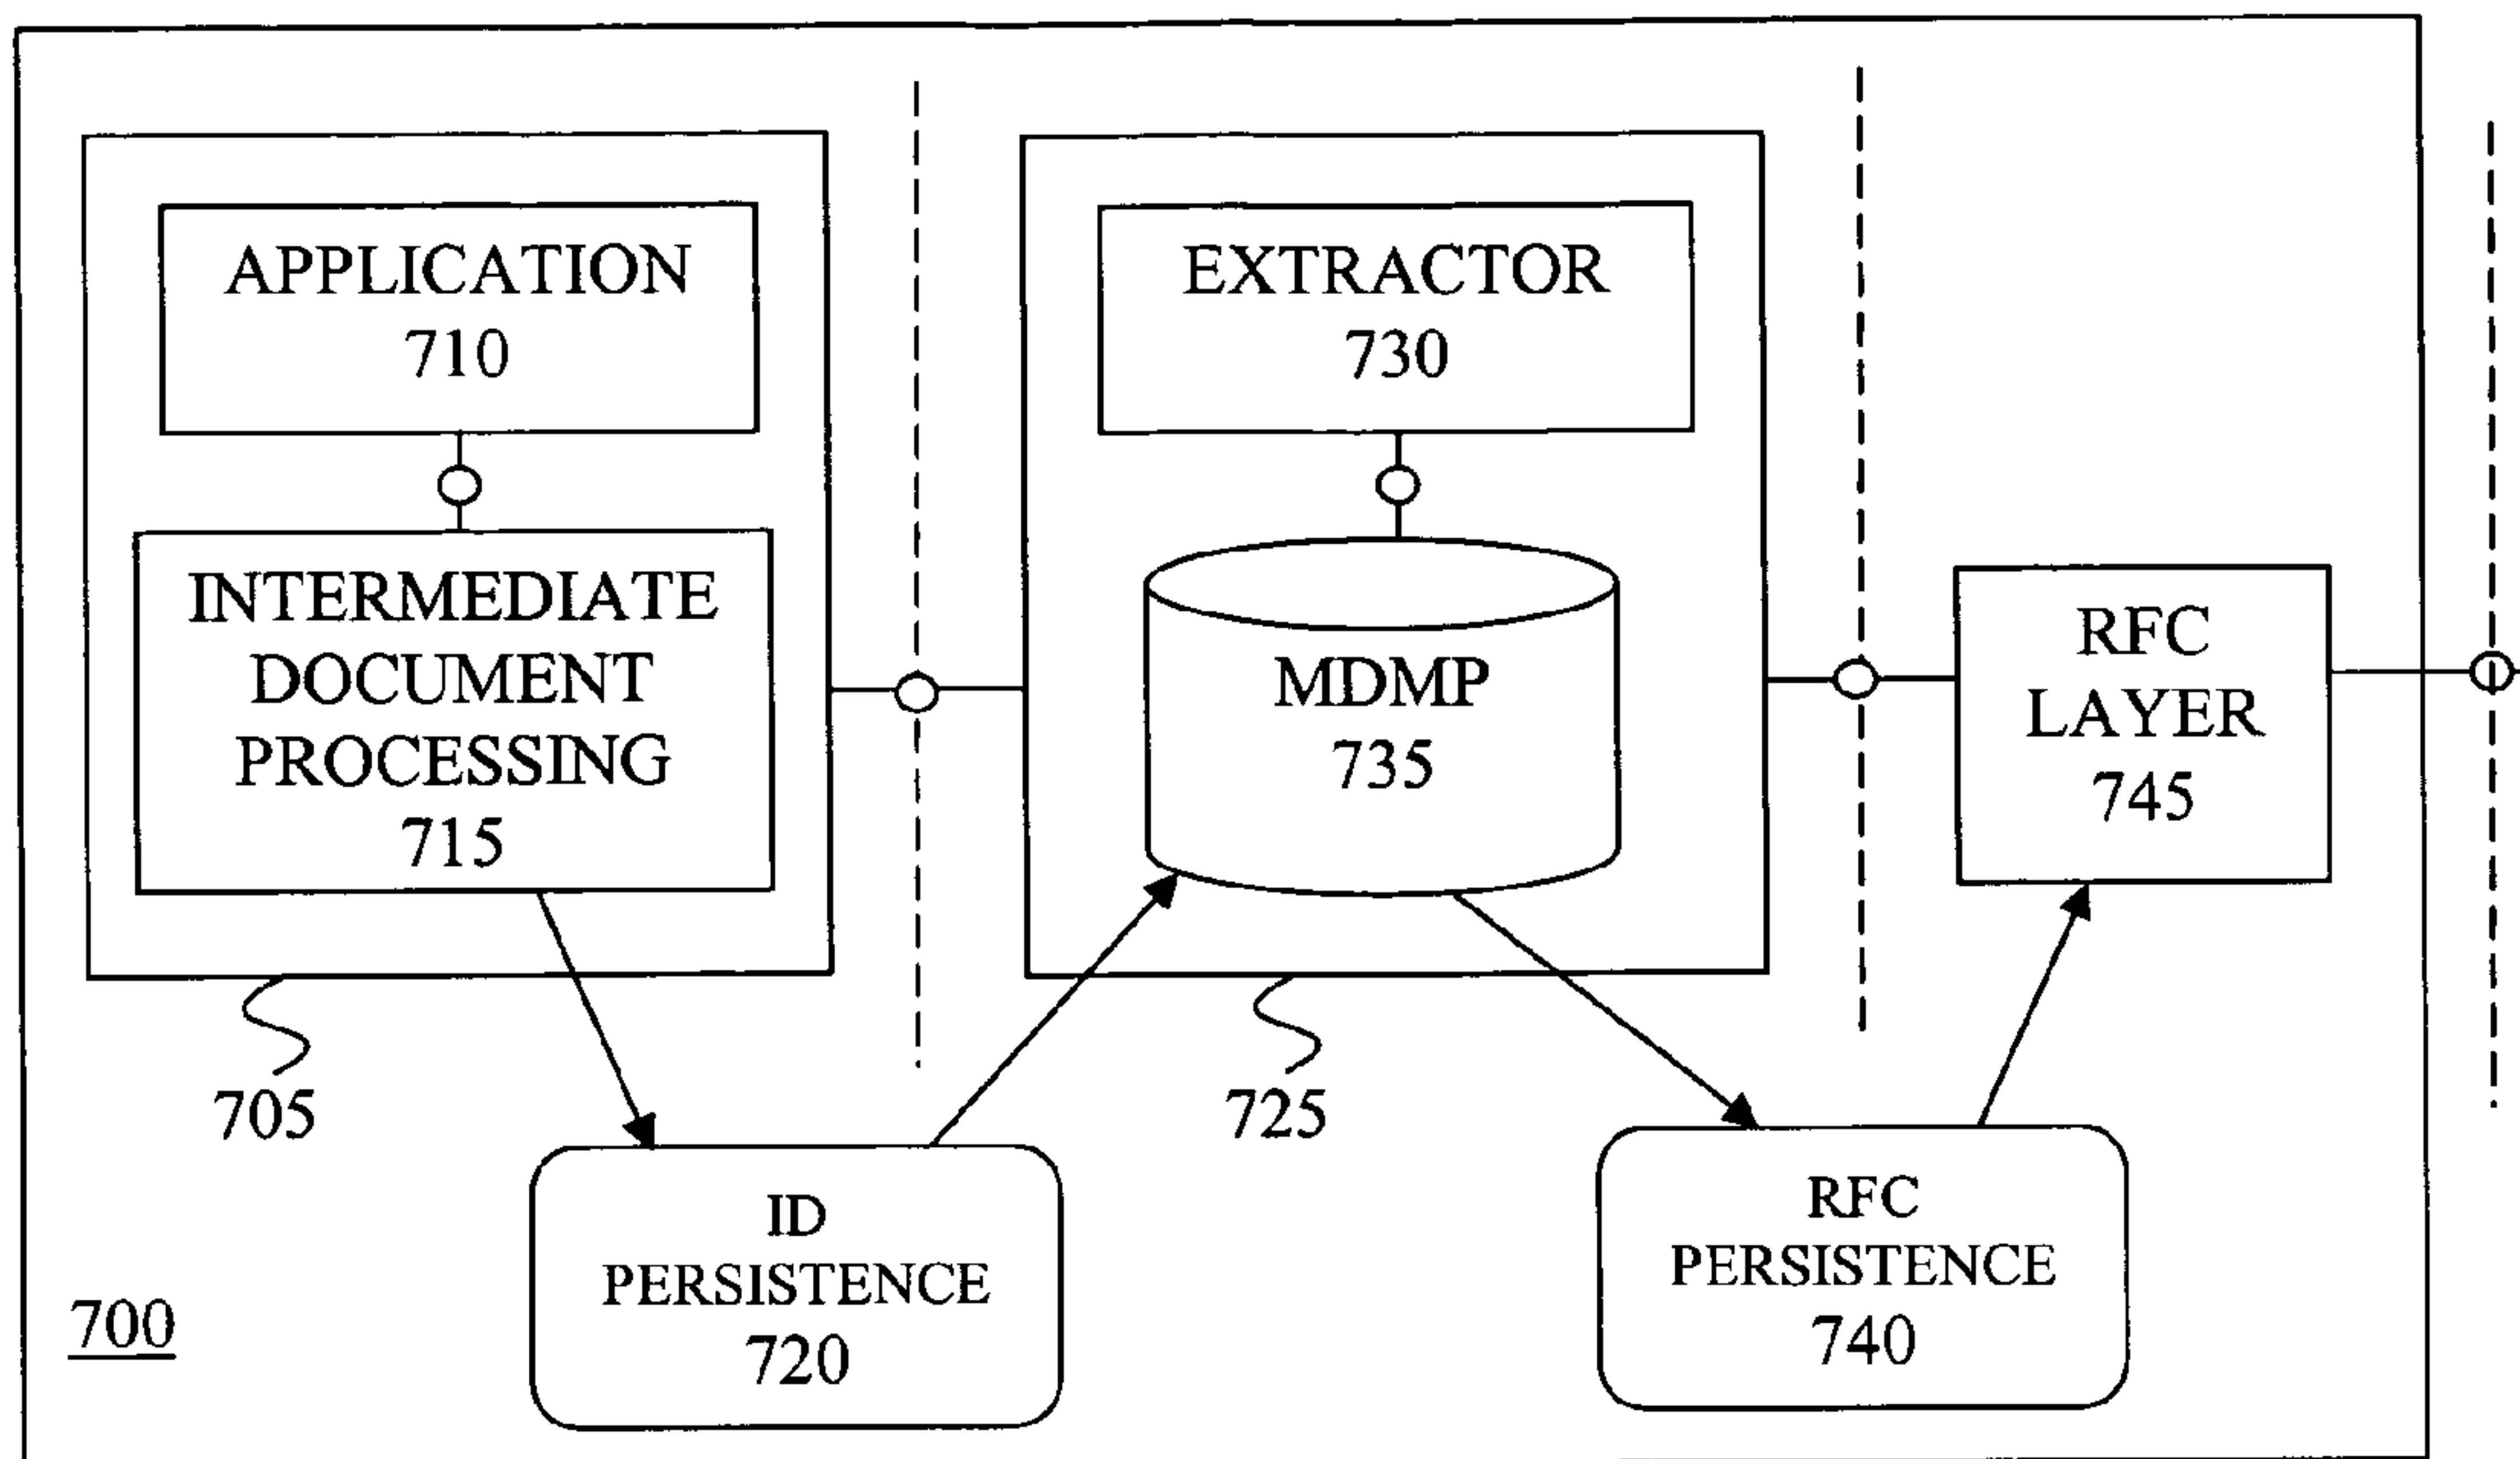 APPLICATION
710
INTERMEDIATE
DOCUMENT
PROCESSING
715
705
EXTRACTOR
730
MDMP
735
725
RFC
LAYER
745
ID
PERSISTENCE
720
RFC
PERSISTENCE
740
700